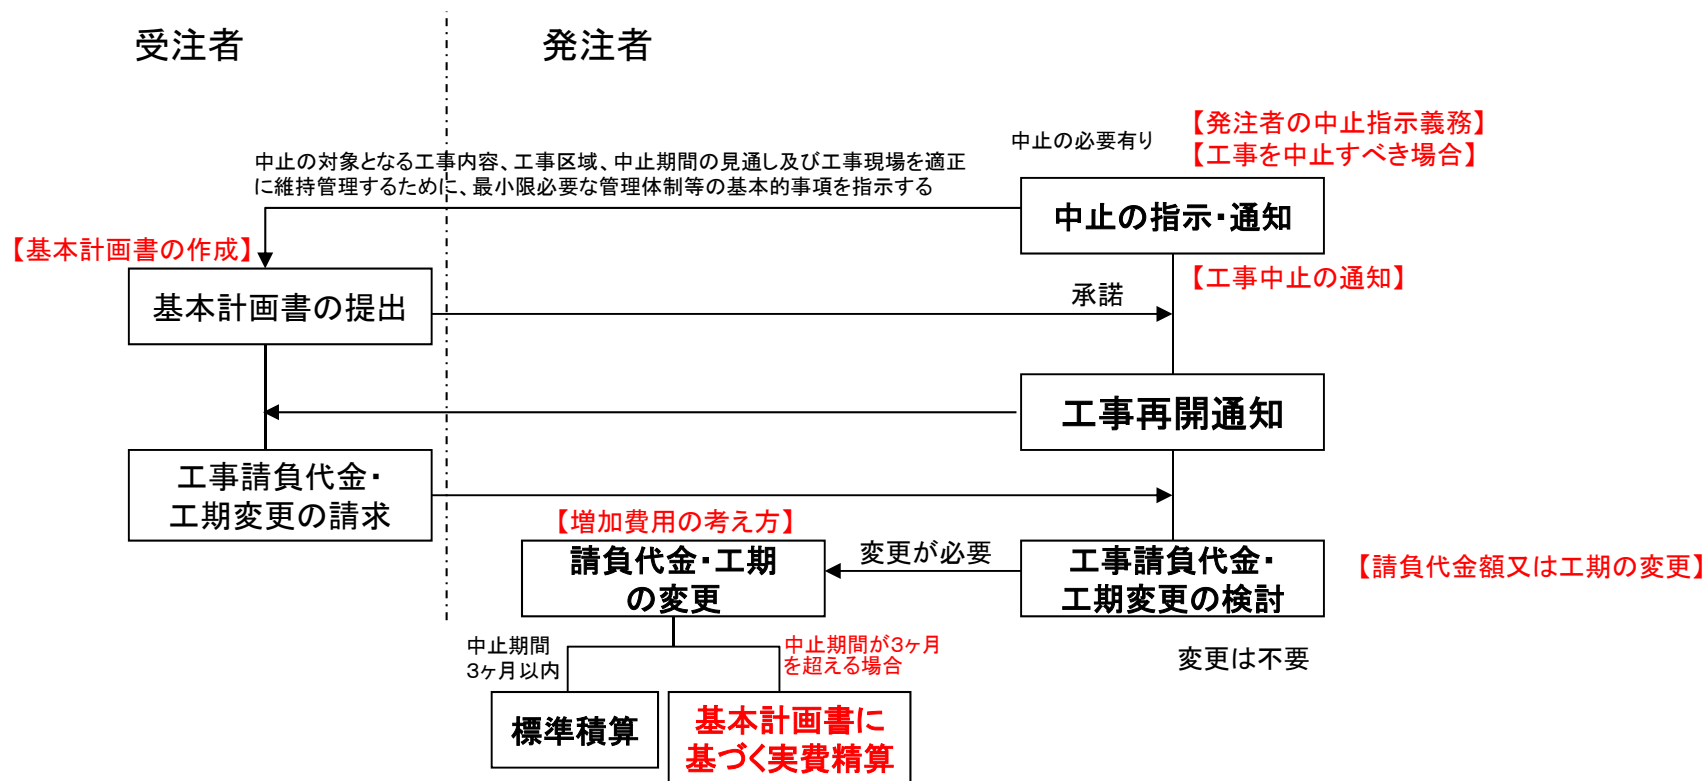 受注者
発注者
中止の必要有り
【発注者の中止指示義務】
【工事を中止すべき場合】
中止の対象となる工事内容、工事区域、中止期間の見通し及び工事現場を適正
に維持管理するために、最小限必要な管理体制等の基本的事項を指示する
中止の指示・通知
【基本計画書の作成】
【工事中止の通知】
基本計画書の提出
承諾
工事再開通知
工事請負代金・
工期変更の請求
【増加費用の考え方】
請負代金・工期
の変更
変更が必要
工事請負代金・
工期変更の検討
【請負代金額又は工期の変更】
中止期間
3ヶ月以内
中止期間が3ヶ月
を超える場合
変更は不要
標準積算
基本計画書に
基づく実費精算